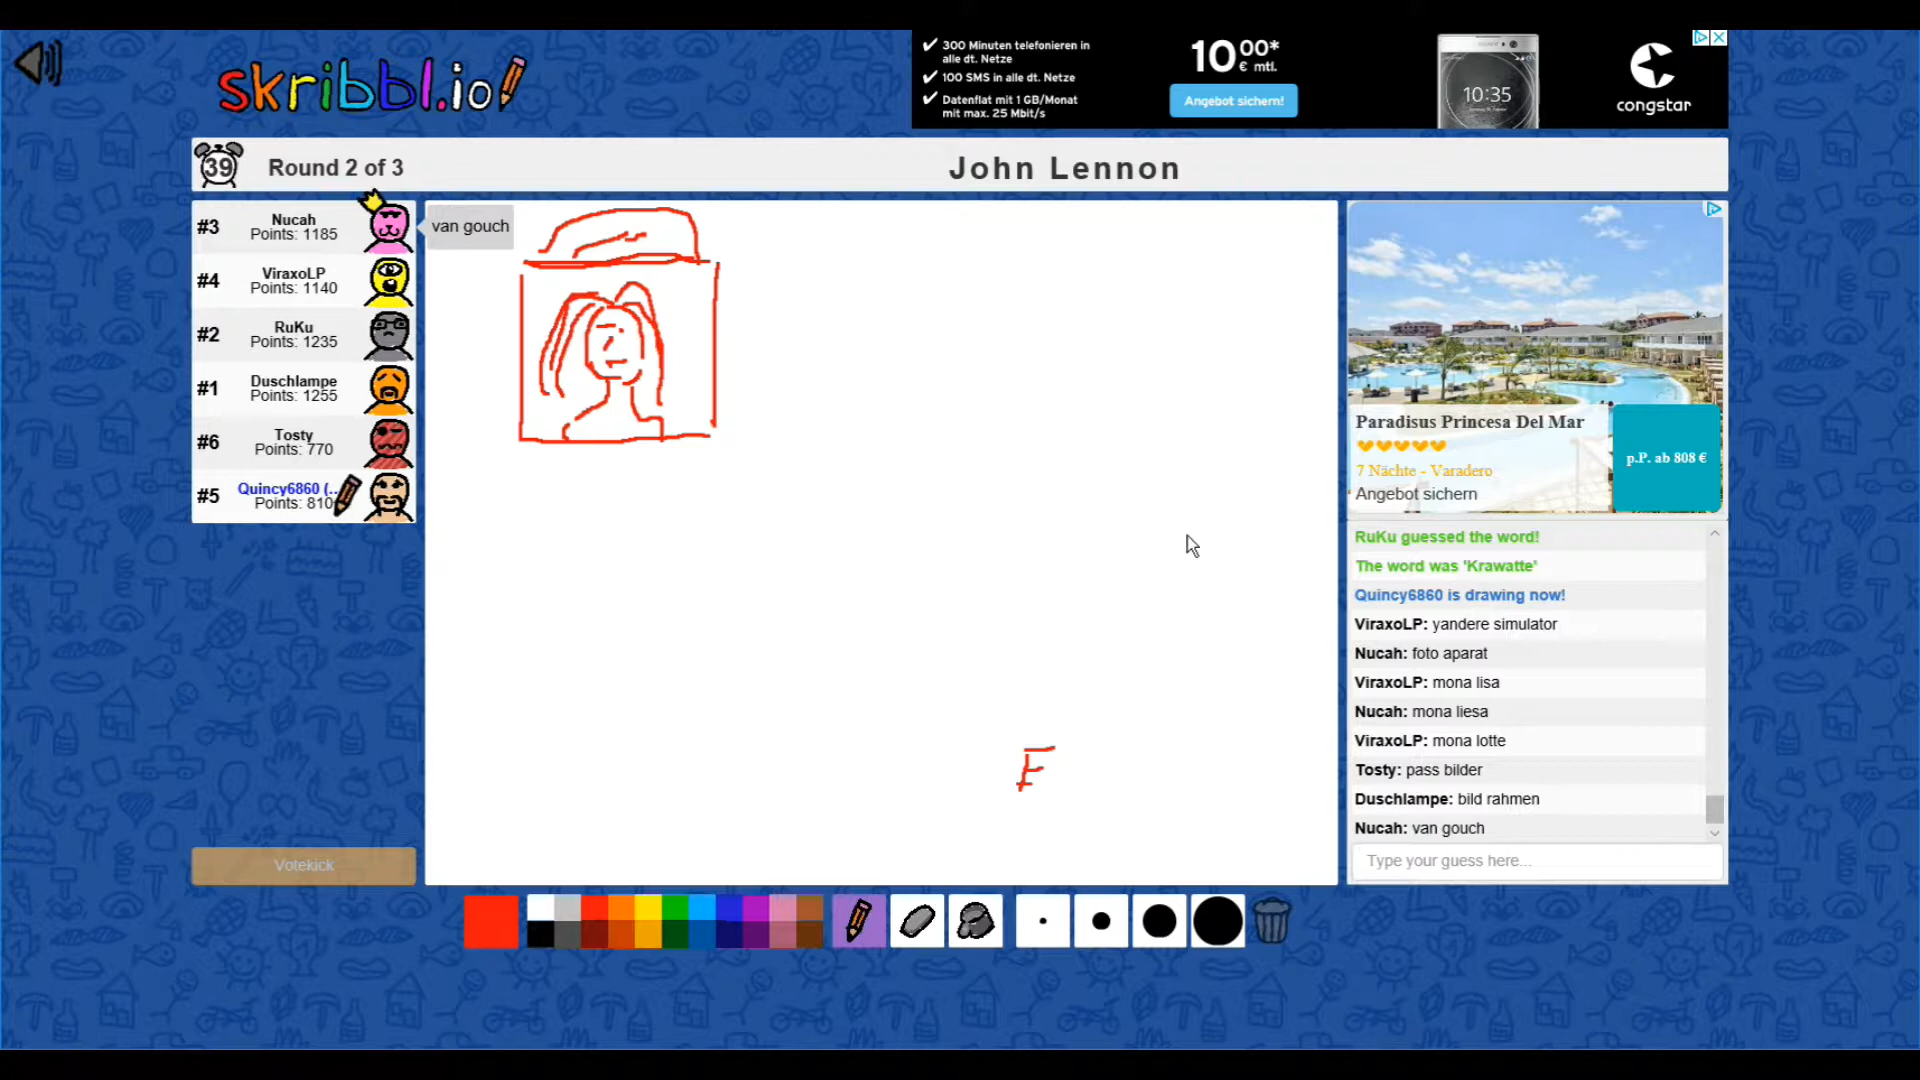 skribbl.io
300 Minuten telefonieren in
alle dt. Netze
100 SMS in alle dt. Netze
Datenflat mit 1 GB/Monat
mit max. 25 Mbit/s
10 00*
€ mtl.
Angebot sichern!
10:35
congstar
39
Round 2 of 3
John Lennon
#3
Nucah
Points: 1185
van gouch
#4
ViraxoLP
Points: 1140
#2
RuKu
Points: 1235
#1
Duschlampe
Points: 1255
#6
Tosty
Points: 770
#5
Quincy6860 (...
Points: 810
Votekick
E
Paradisus Princesa Del Mar
7 Nächte - Varadero
Angebot sichern
p.P. ab 808 €
RuKu guessed the word!
The word was 'Krawatte'
Quincy6860 is drawing now!
ViraxoLP: yandere simulator
Nucah: foto aparat
ViraxoLP: mona lisa
Nucah: mona liesa
ViraxoLP: mona lotte
Tosty: pass bilder
Duschlampe: bild rahmen
Nucah: van gouch
Type your guess here...